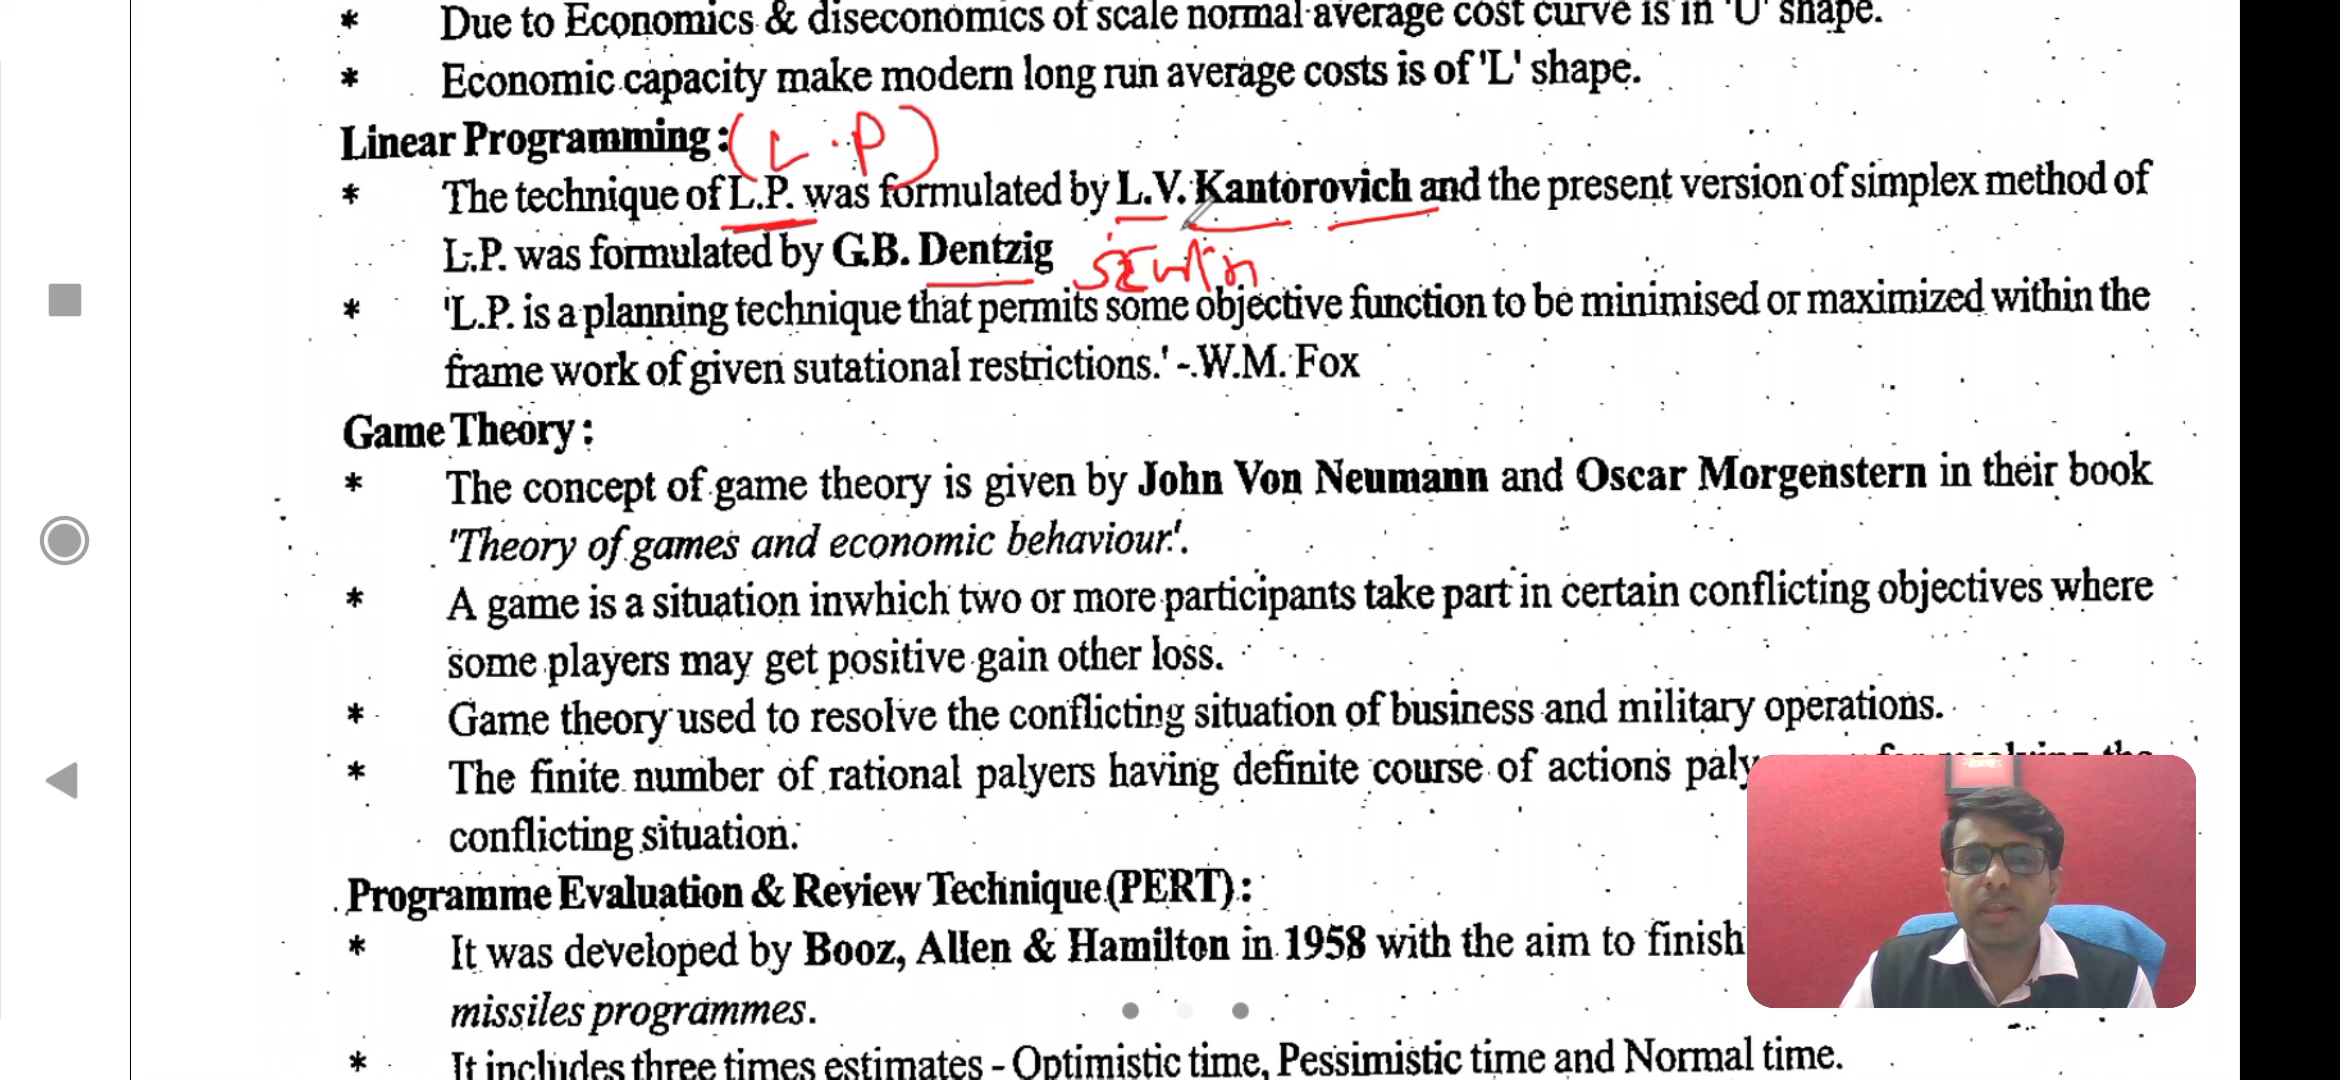 * Due to Economics & diseconomics of scale normal average cost curve is in 'U' shape.
* Economic capacity make modern long run average costs is of 'L' shape.
Linear Programming : (L.P)
* The technique of L.P. was formulated by L.V. Kantorovich and the present version of simplex method of
L.P. was formulated by G.B. Dentzig
* 'L.P. is a planning technique that permits some objective function to be minimised or maximized within the
frame work of given sutational restrictions.' - W.M. Fox
Game Theory :
* The concept of game theory is given by John Von Neumann and Oscar Morgenstern in their book
'Theory of games and economic behaviour'.
* A game is a situation inwhich two or more participants take part in certain conflicting objectives where
some players may get positive gain other loss.
* Game theory used to resolve the conflicting situation of business and military operations.
* The finite number of rational palyers having definite course of actions
conflicting situation.
Programme Evaluation & Review Technique (PERT) :
* It was developed by Booz, Allen & Hamilton in 1958 with the aim to finish
missiles programmes.
* It includes three times estimates - Optimistic time, Pessimistic time and Normal time.